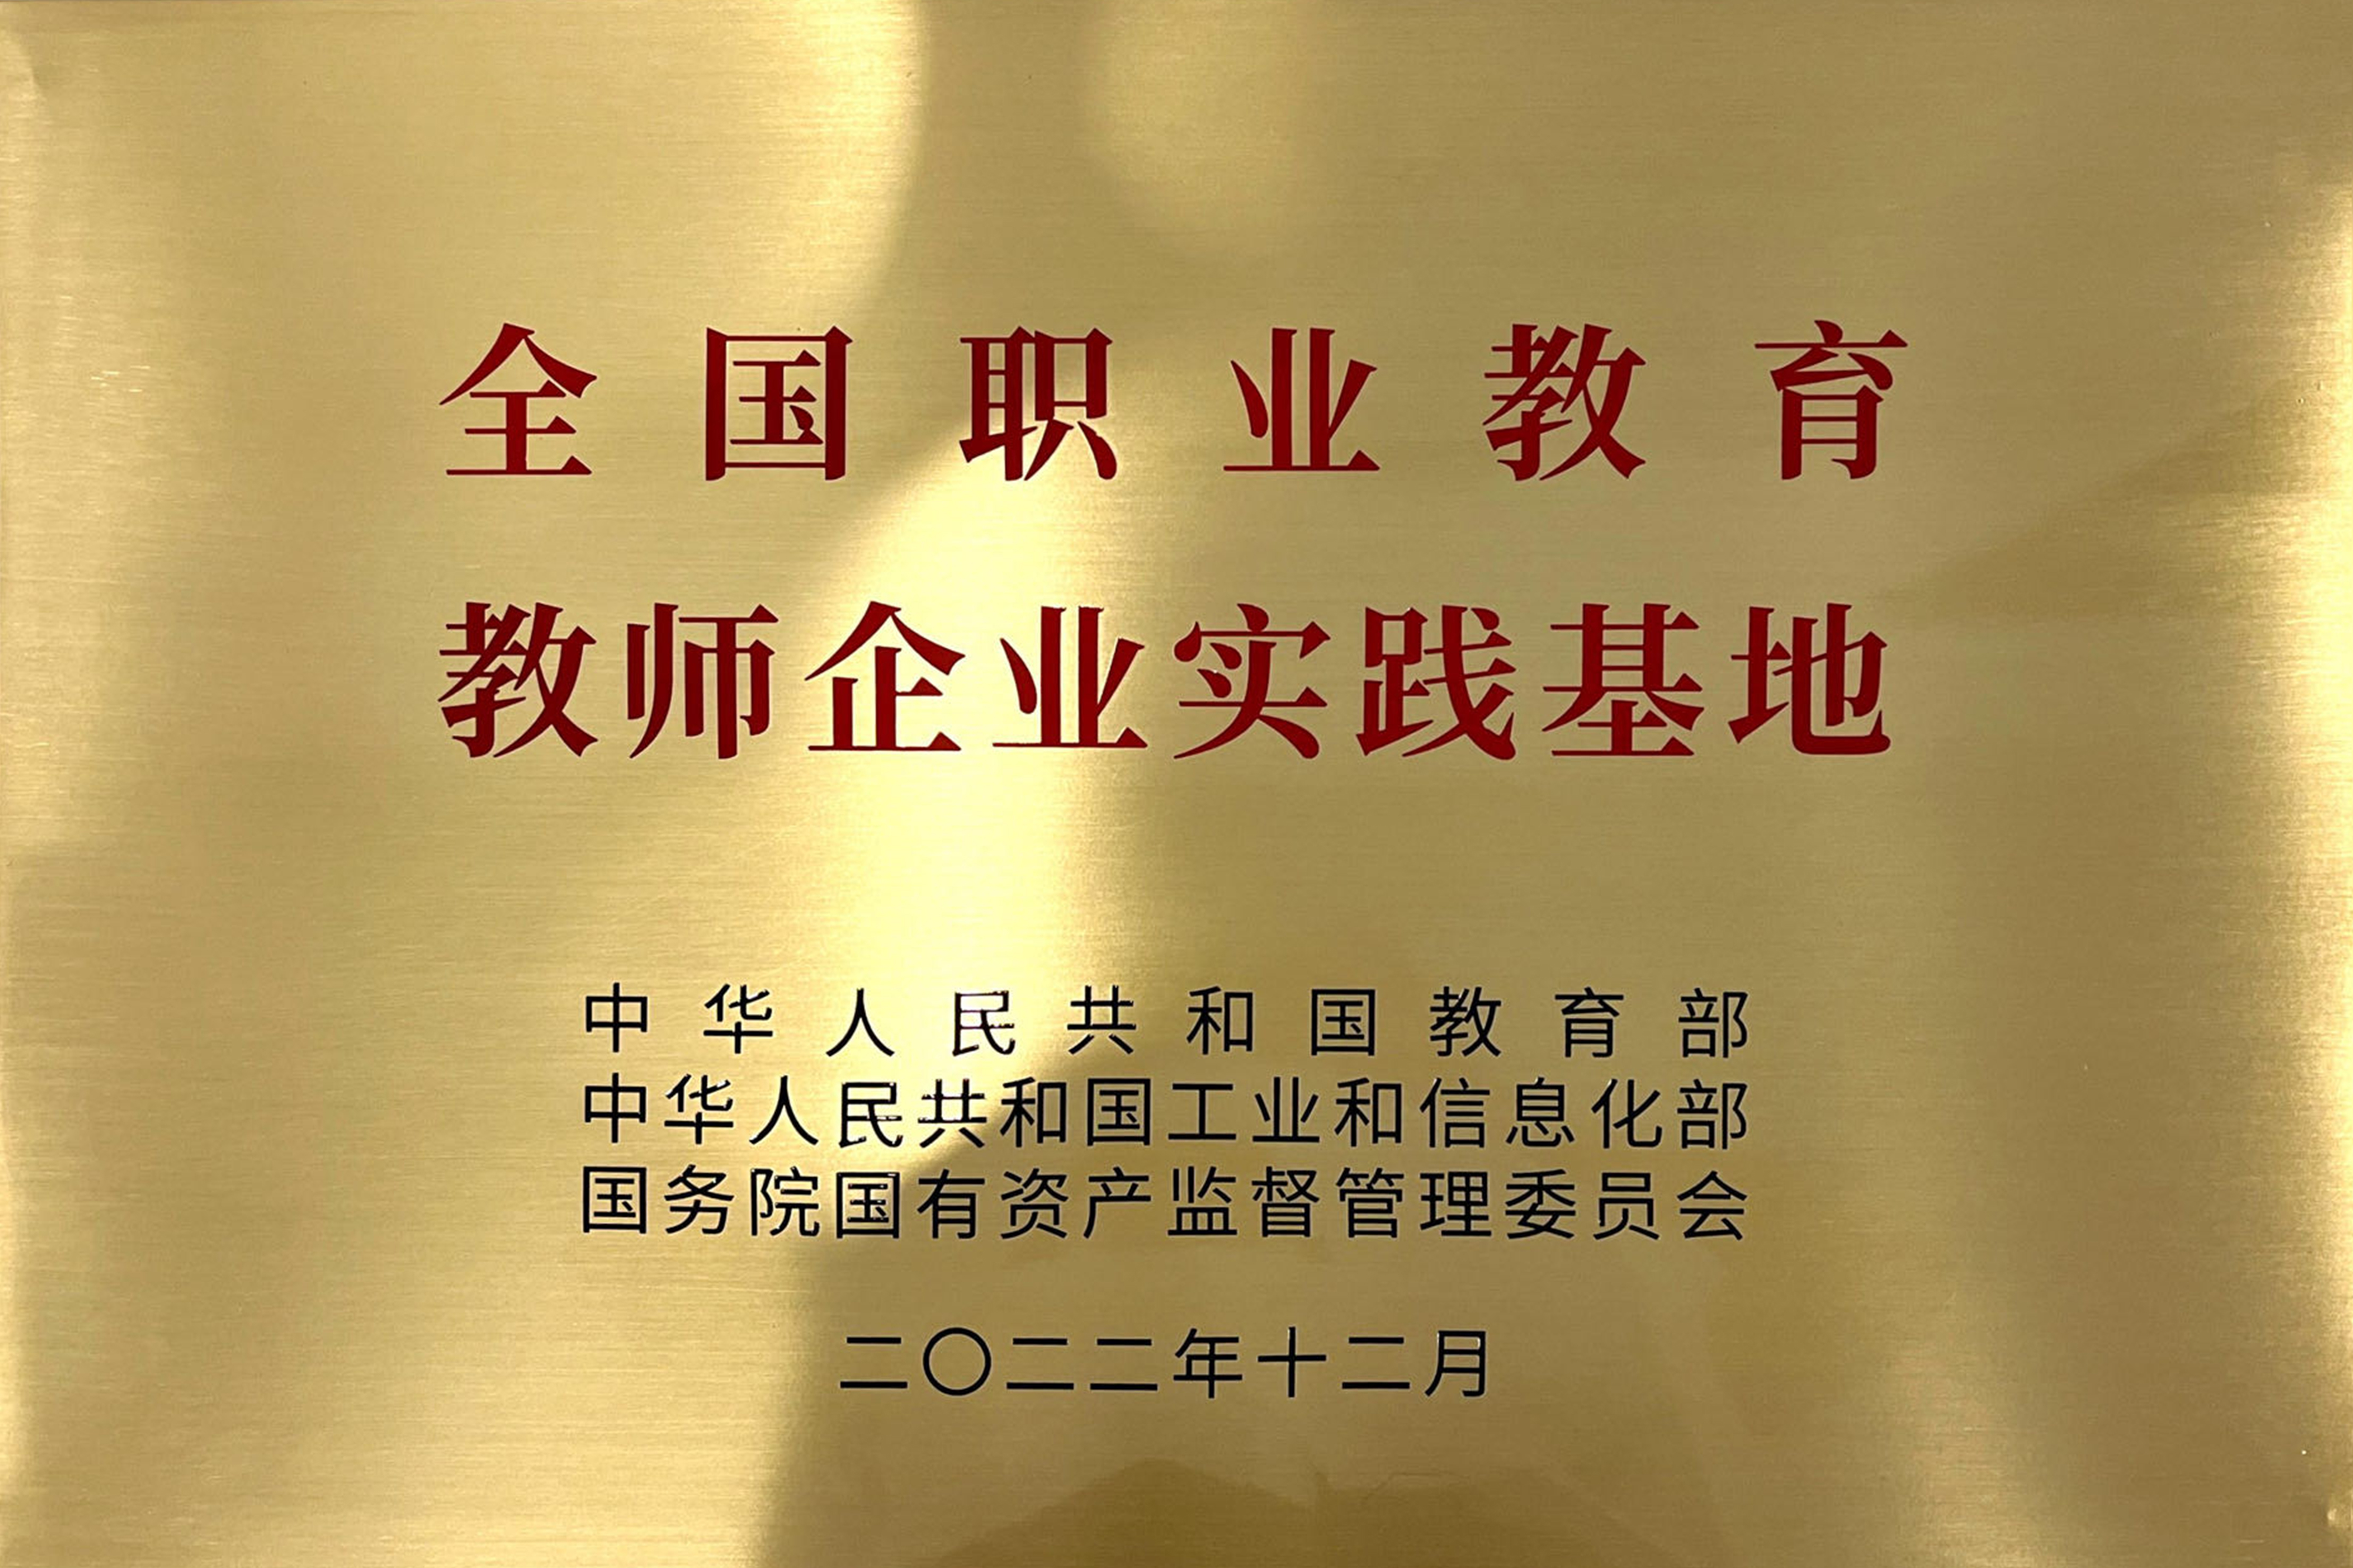 全国职业教育
教师企业实践基地
中华人民共和国教育部
中华人民共和国工业和信息化部
国务院国有资产监督管理委员会
二〇二二年十二月